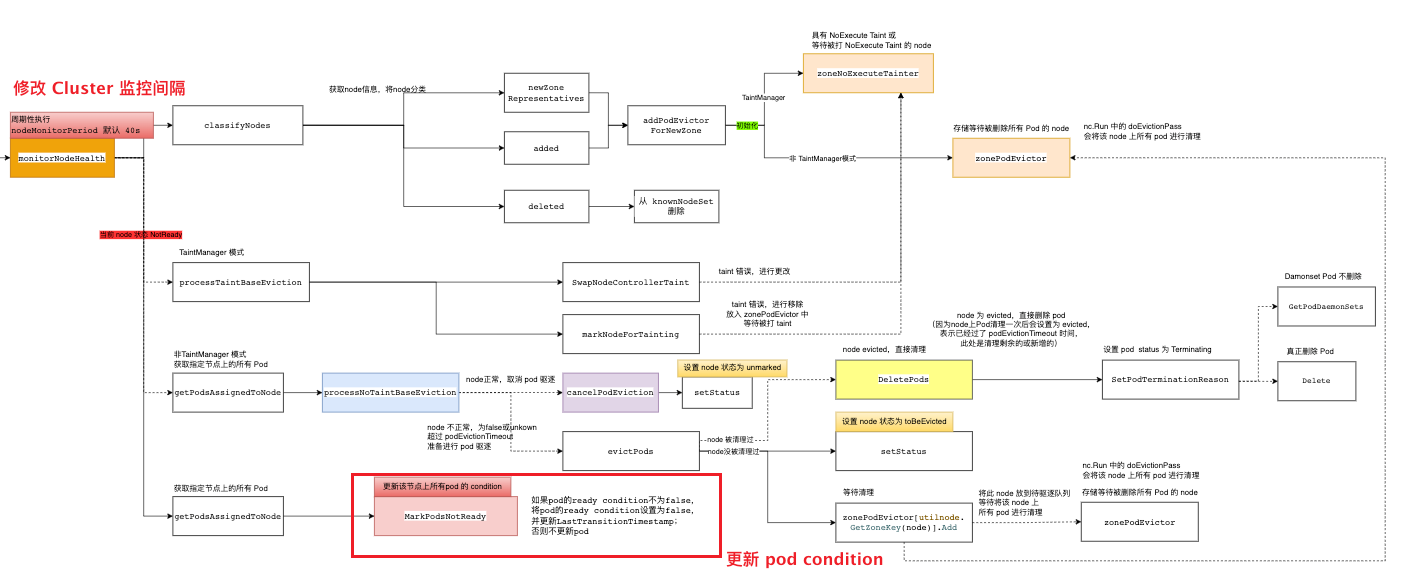 修改 Cluster 监控间隔
周期性执行
nodeMonitorPeriod 默认 40s
monitorNodeHealth
classifyNodes
获取node信息，将node分类
newZone
Representatives
added
deleted
addPodEvictor
ForNewZone
从 knownNodeSet
删除
初始化
TaintManager
非 TaintManager模式
具有 NoExecute Taint 或
等待被打 NoExecute Taint 的 node
zoneNoExecuteTainter
存储等待被删除所有 Pod 的 node
zonePodEvictor
nc.Run 中的 doEvictionPass
会将该 node 上所有 pod 进行清理
当前 node 状态 NotReady
TaintManager 模式
processTaintBaseEviction
SwapNodeControllerTaint
taint 错误，进行更改
markNodeForTainting
taint 错误，进行移除
放入 zonePodEvictor 中
等待被打 taint
非TaintManager 模式
获取指定节点上的所有 Pod
getPodsAssignedToNode
processNoTaintBaseEviction
node正常，取消 pod 驱逐
cancelPodEviction
设置 node 状态为 unmarked
setStatus
node 不正常，为false或unkown
超过 podEvictionTimeout
准备进行 pod 驱逐
evictPods
node 被清理过
node没被清理过
node evicted，直接清理
DeletePods
node 为 evicted，直接删除 pod
（因为node上Pod清理一次后会设置为 evicted，
表示已经过了 podEvictionTimeout 时间，
此处是清理剩余的或新增的）
设置 pod status 为 Terminating
SetPodTerminationReason
Damonset Pod 不删除
GetPodDaemonSets
真正删除 Pod
Delete
设置 node 状态为 toBeEvicted
setStatus
等待清理
zonePodEvictor[utilnode.
GetZoneKey(node)].Add
将此 node 放到待驱逐队列
等待将该 node 上
所有 pod 进行清理
nc.Run 中的 doEvictionPass
会将该 node 上所有 pod 进行清理
存储等待被删除所有 Pod 的 node
zonePodEvictor
获取指定节点上的所有 Pod
getPodsAssignedToNode
更新该节点上所有pod 的 condition
MarkPodsNotReady
如果pod的ready condition不为false，
将pod的ready condition设置为false，
并更新LastTransitionTimestamp；
否则不更新pod
更新 pod condition